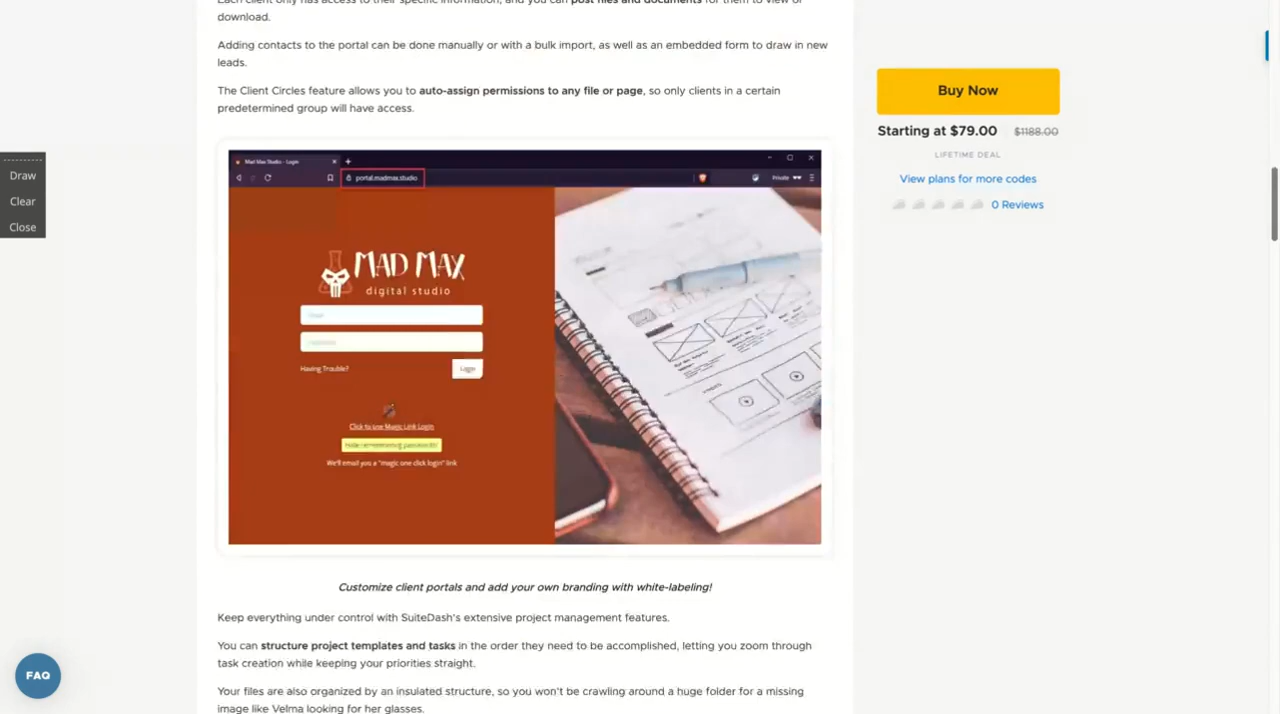 Each client only has access to their specific information, and you can post files and documents for them to view or
download.
Adding contacts to the portal can be done manually or with a bulk import, as well as an embedded form to draw in new
leads.
The Client Circles feature allows you to auto-assign permissions to any file or page, so only clients in a certain
predetermined group will have access.
Buy Now
Starting at $79.00 $1188.00
LIFETIME DEAL
View plans for more codes
0 Reviews
Draw
Clear
Close
Mad Max Studio - Login
portal.madmax.studio
Private
MAD MAX
digital studio
Having Trouble?
Login
Click to use Magic Link Login
We'll email you a "magic one click login" link
Customize client portals and add your own branding with white-labeling!
Keep everything under control with SuiteDash's extensive project management features.
You can structure project templates and tasks in the order they need to be accomplished, letting you zoom through
task creation while keeping your priorities straight.
Your files are also organized by an insulated structure, so you won't be crawling around a huge folder for a missing
image like Velma looking for her glasses.
FAQ